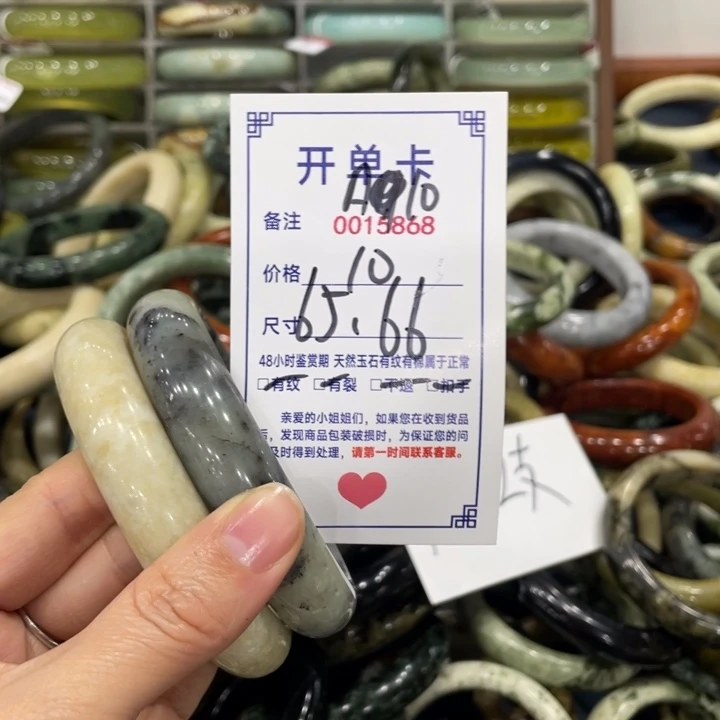 开单卡
备注 0015868
价格 10
尺寸 65.66
48小时鉴赏期 天然玉石有纹有棉属于正常
□有纹 □有裂 □不退 □扣手
亲爱的小姐姐们，如果您在收到货品
后，发现商品包装破损时，为保证您的问
及时得到处理，请第一时间联系客服。